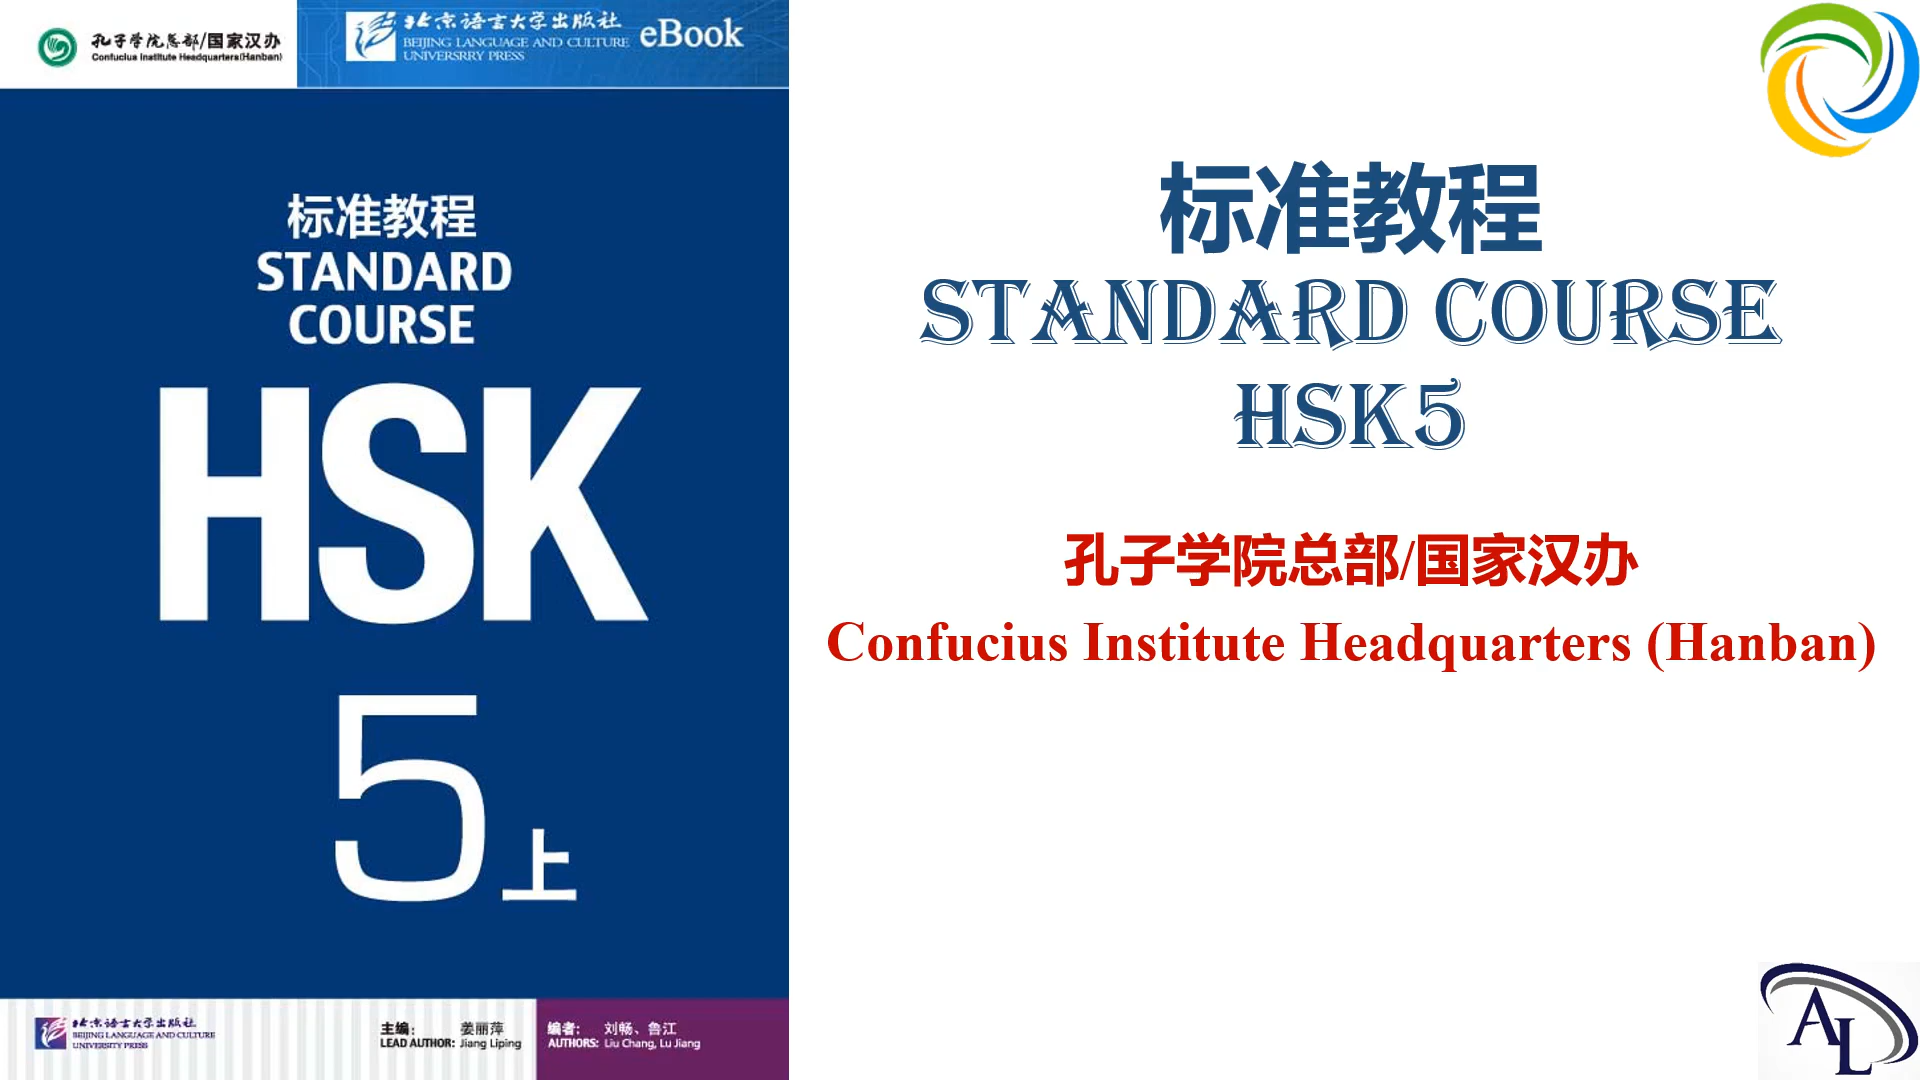 孔子学院总部/国家汉办
Confucius Institute Headquarters(Hanban)
北京语言大学出版社
BEIJING LANGUAGE AND CULTURE
UNIVERSRRY PRESS
eBook
标准教程
STANDARD
COURSE
HSK
5上
北京语言大学出版社
BEIJING LANGUAGE AND CULTURE
UNIVERSITY PRESS
主编: 姜丽萍
LEAD AUTHOR: Jiang Liping
编者: 刘畅、鲁江
AUTHORS: Liu Chang, Lu Jiang
标准教程
STANDARD COURSE
HSK5
孔子学院总部/国家汉办
Confucius Institute Headquarters (Hanban)
AL